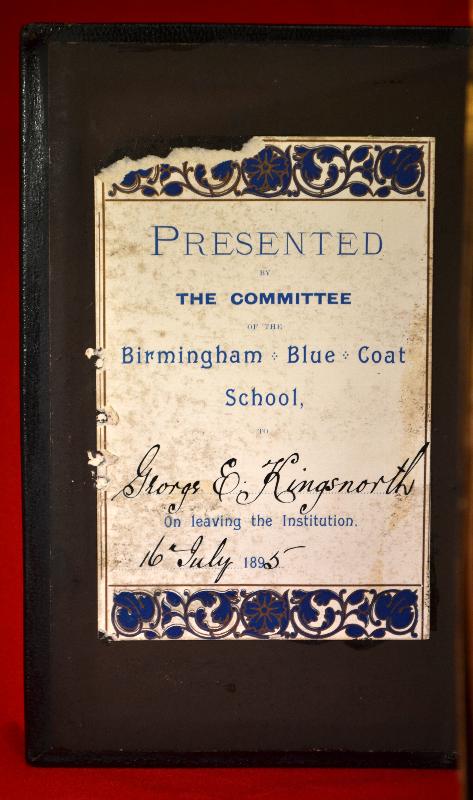 PRESENTED
BY
THE COMMITTEE
OF THE
Birmingham Blue Coat
School,
TO
George E. Kingsnorth
On leaving the Institution.
16th July 1895